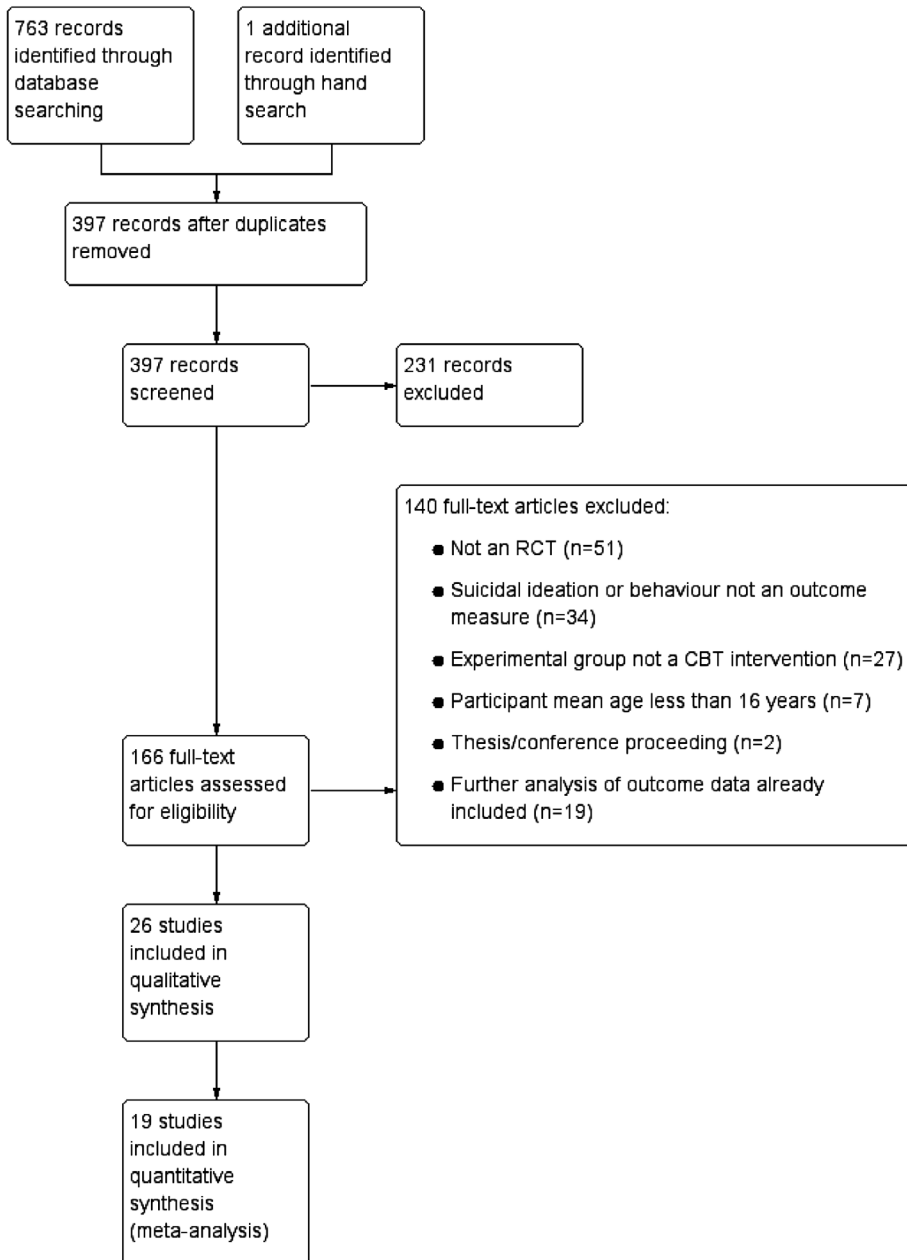 763 records
identified through
database
searching
1 additional
record identified
through hand
search
397 records after duplicates
removed
397 records
screened
231 records
excluded
140 full-text articles excluded:
● Not an RCT (n=51)
● Suicidal ideation or behaviour not an outcome
measure (n=34)
● Experimental group not a CBT intervention (n=27)
● Participant mean age less than 16 years (n=7)
● Thesis/conference proceeding (n=2)
● Further analysis of outcome data already
included (n=19)
166 full-text
articles assessed
for eligibility
26 studies
included in
qualitative
synthesis
19 studies
included in
quantitative
synthesis
(meta-analysis)